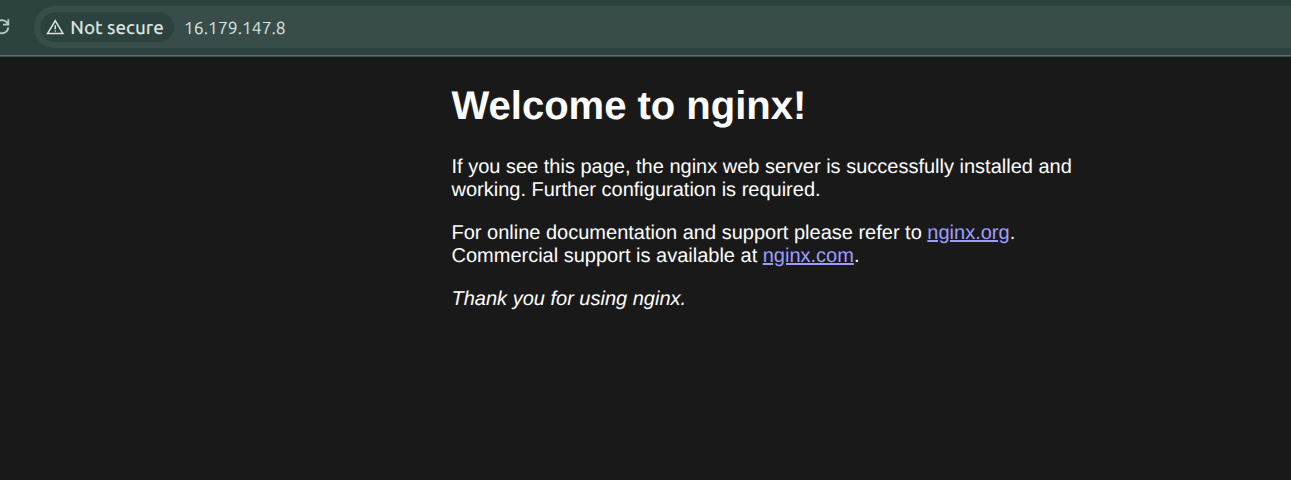 Not secure 16.179.147.8
Welcome to nginx!
If you see this page, the nginx web server is successfully installed and
working. Further configuration is required.
For online documentation and support please refer to nginx.org.
Commercial support is available at nginx.com.
Thank you for using nginx.